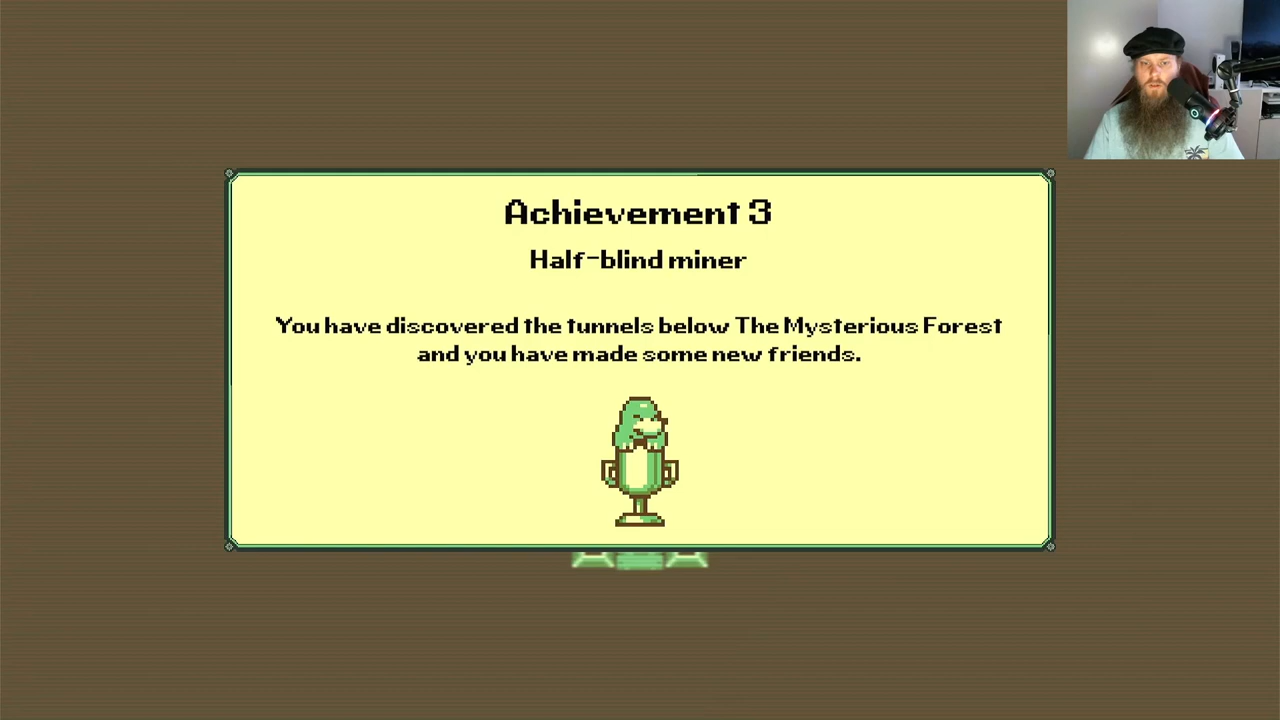 Achievement 3
Half-blind miner
You have discovered the tunnels below The Mysterious Forest
and you have made some new friends.